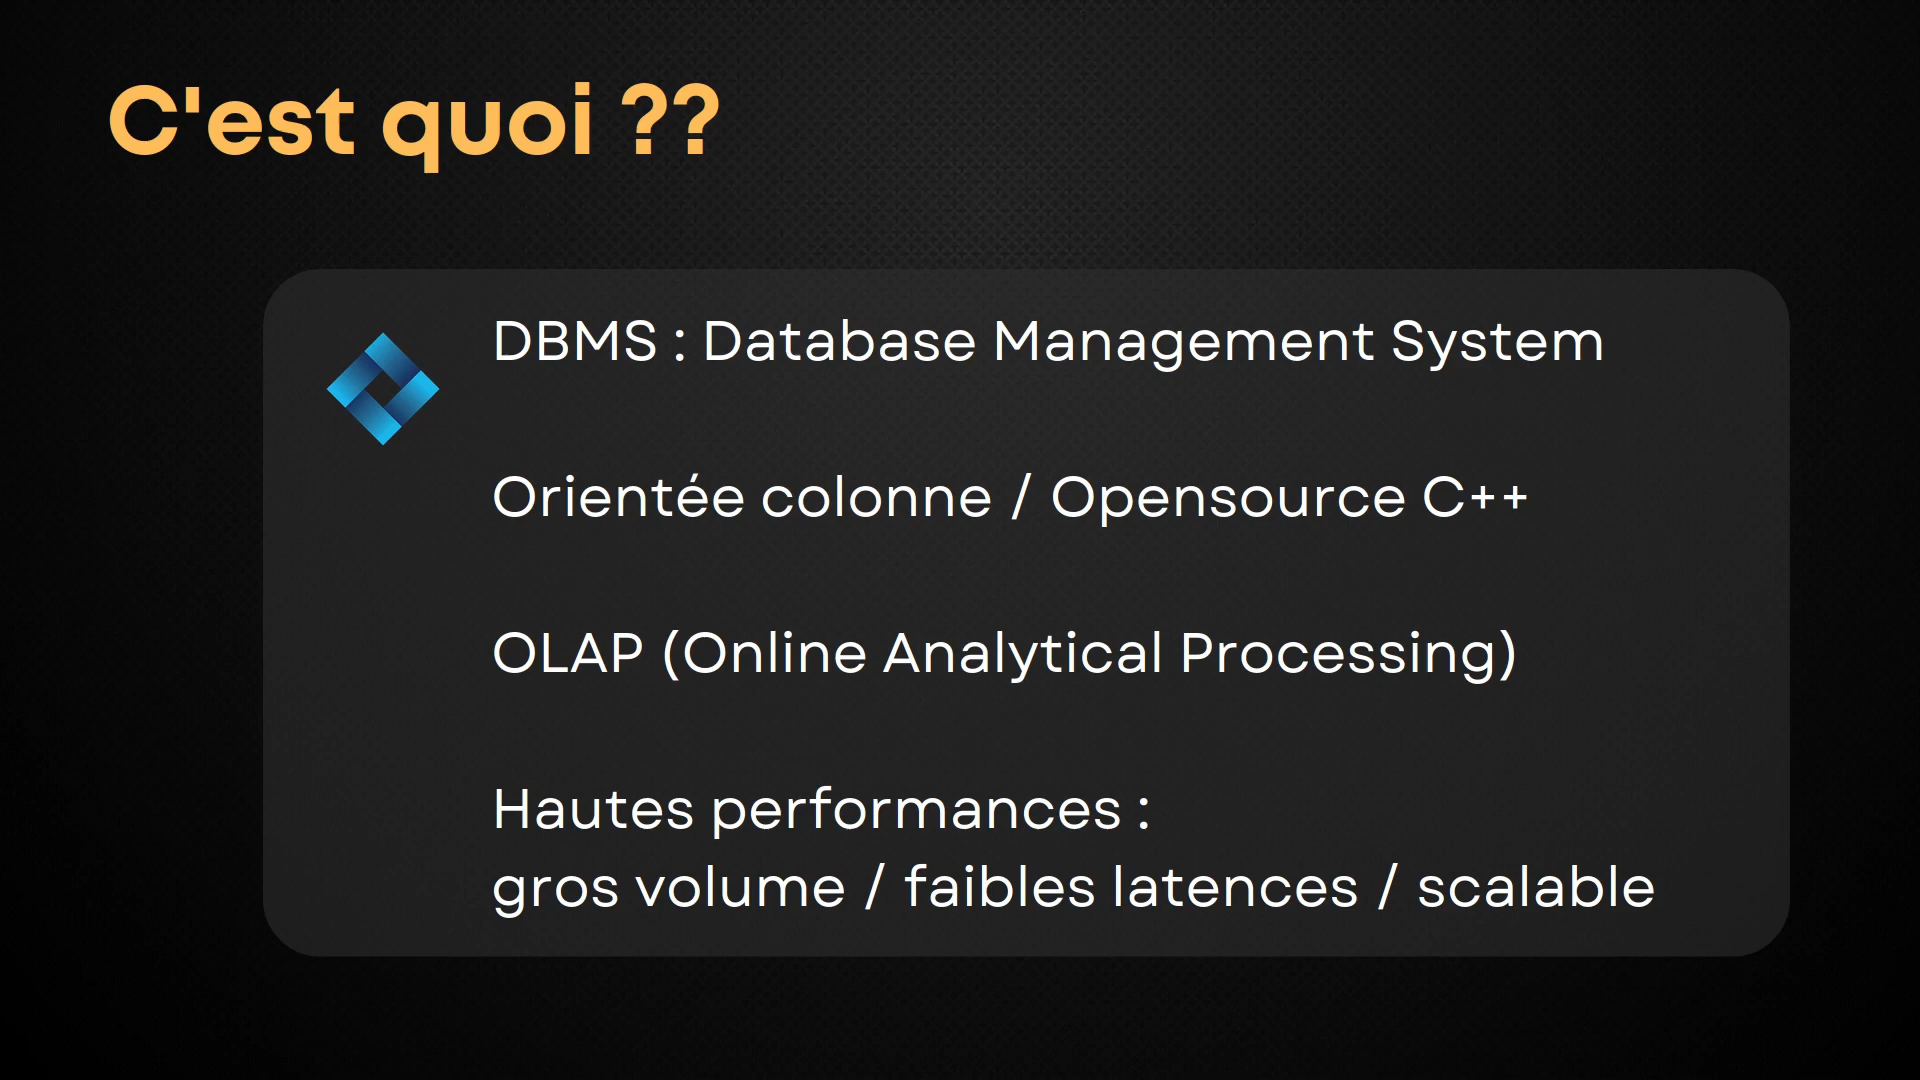 C'est quoi ??
DBMS : Database Management System
Orientée colonne / Opensource C++
OLAP (Online Analytical Processing)
Hautes performances :
gros volume / faibles latences / scalable